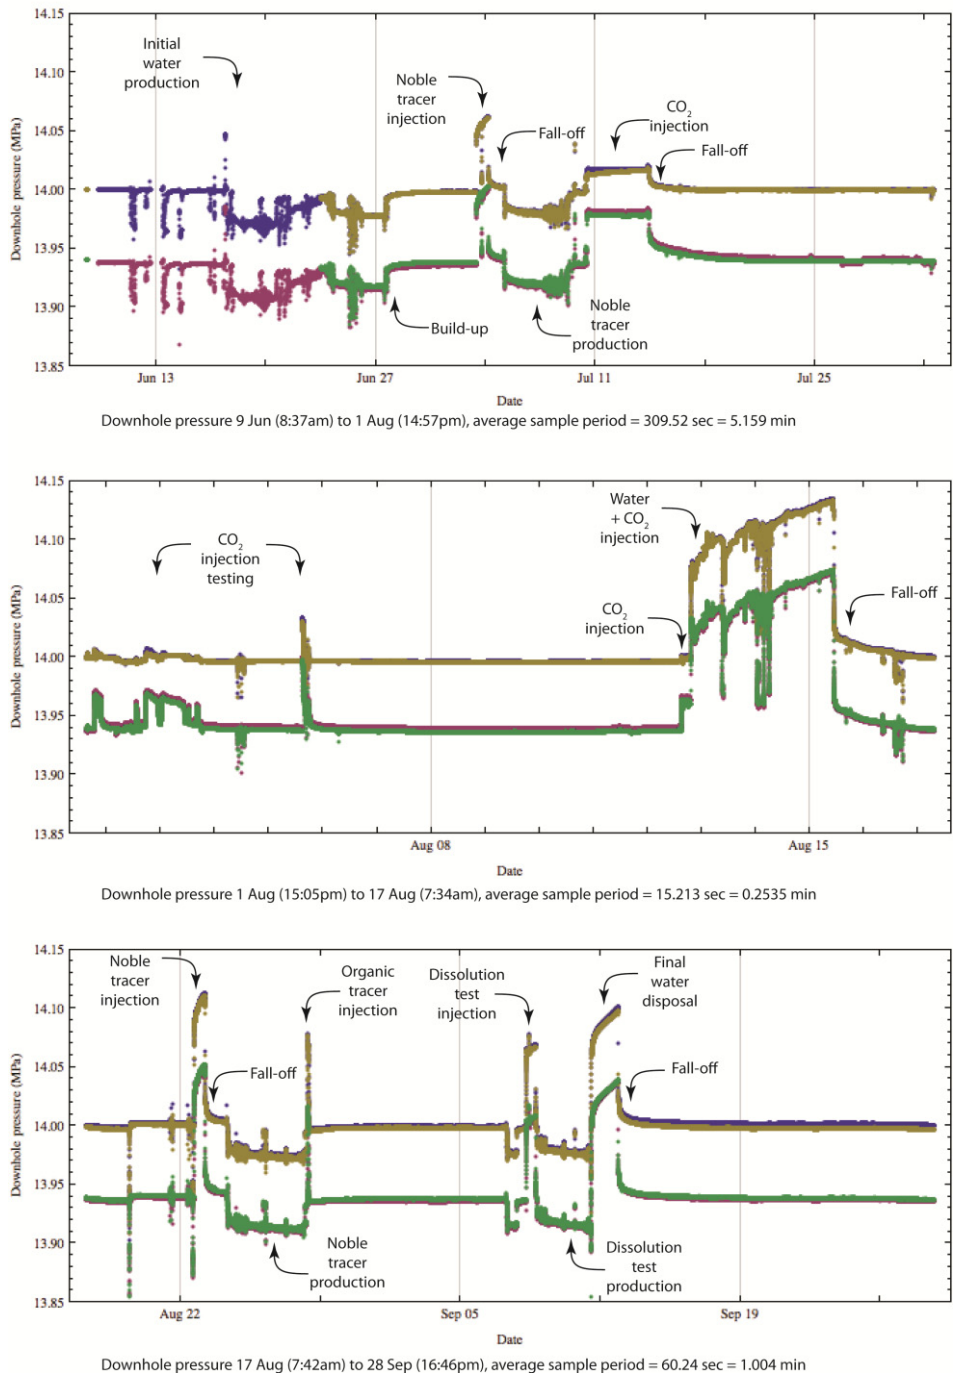 14.15
14.10
14.05
14.00
13.95
13.90
13.85
Downhole pressure (MPa)
Initial
water
production
Noble
tracer
injection
Fall-off
CO2
injection
Fall-off
Build-up
Noble
tracer
production
Jun 13
Jun 27
Jul 11
Jul 25
Date
Downhole pressure 9 Jun (8:37am) to 1 Aug (14:57pm), average sample period = 309.52 sec = 5.159 min
14.15
14.10
14.05
14.00
13.95
13.90
13.85
Downhole pressure (MPa)
CO2
injection
testing
Water
+ CO2
injection
CO2
injection
Fall-off
Aug 08
Aug 15
Date
Downhole pressure 1 Aug (15:05pm) to 17 Aug (7:34am), average sample period = 15.213 sec = 0.2535 min
14.15
14.10
14.05
14.00
13.95
13.90
13.85
Downhole pressure (MPa)
Noble
tracer
injection
Fall-off
Organic
tracer
injection
Dissolution
test
injection
Final
water
disposal
Fall-off
Noble
tracer
production
Dissolution
test
production
Aug 22
Sep 05
Sep 19
Date
Downhole pressure 17 Aug (7:42am) to 28 Sep (16:46pm), average sample period = 60.24 sec = 1.004 min